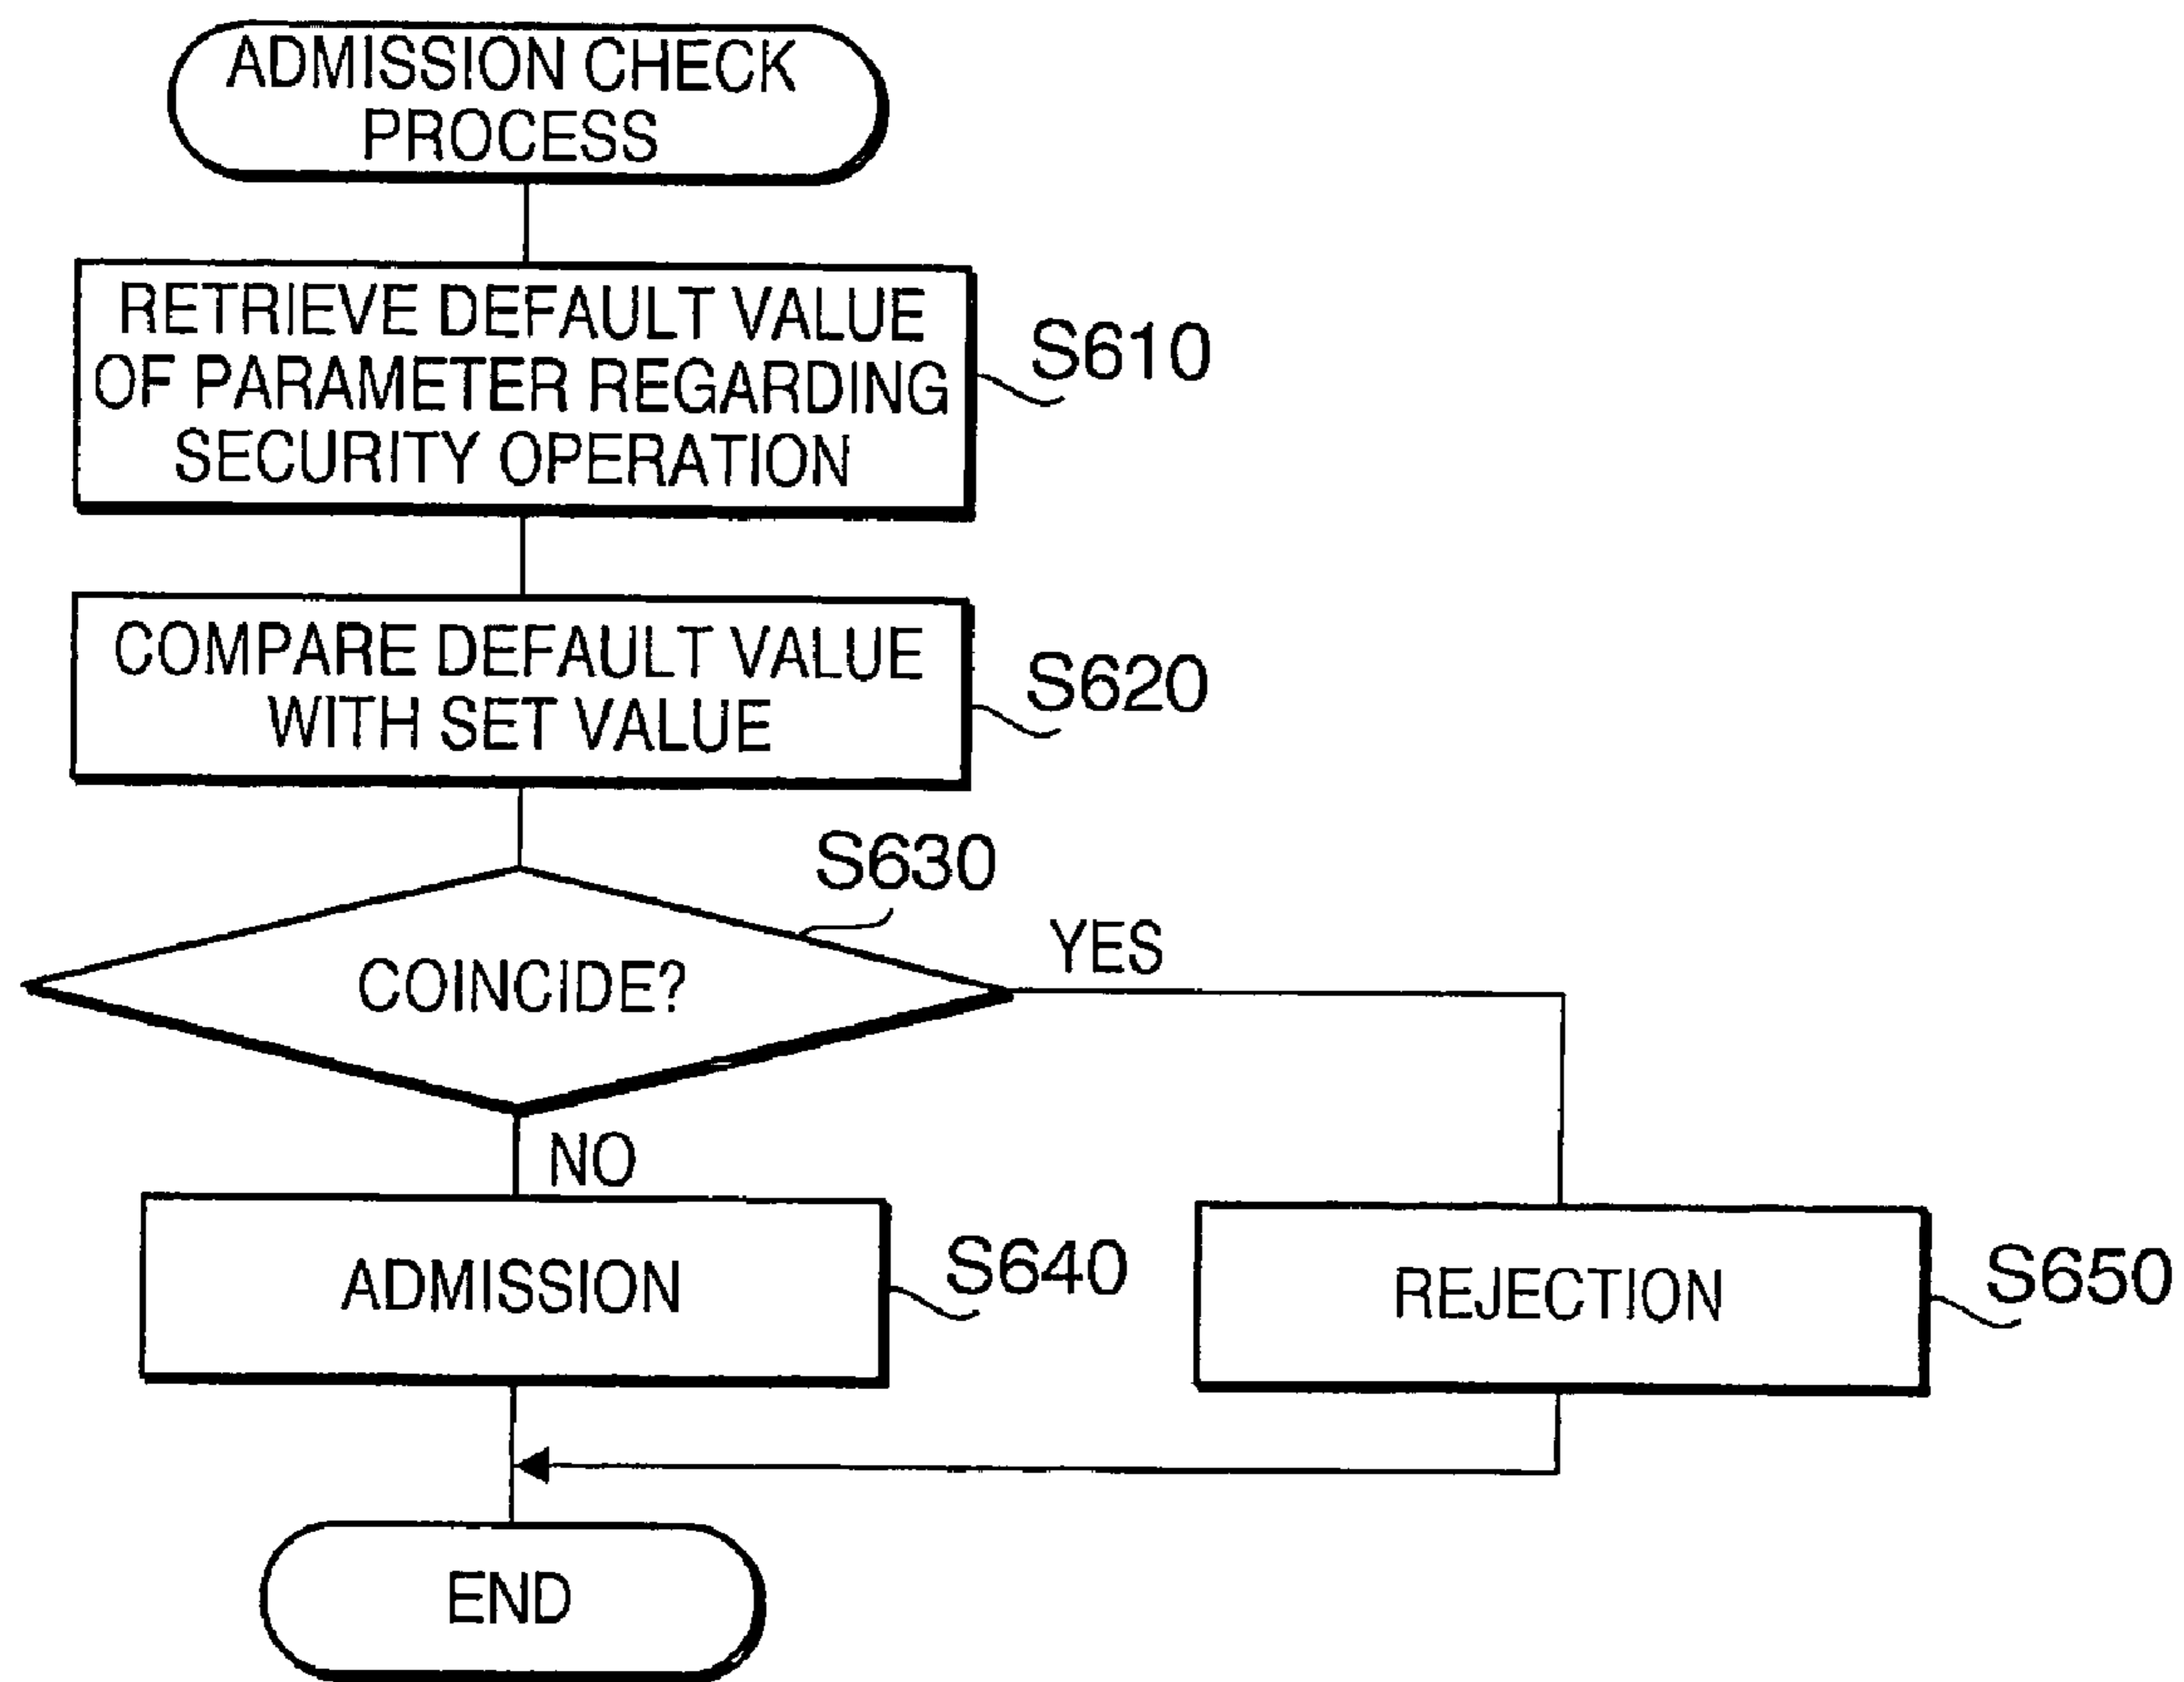 ADMISSION CHECK
PROCESS
RETRIEVE DEFAULT VALUE
OF PARAMETER REGARDING
SECURITY OPERATION
S610
COMPARE DEFAULT VALUE
WITH SET VALUE
S620
S630
COINCIDE?
YES
NO
ADMISSION
S640
REJECTION
S650
END